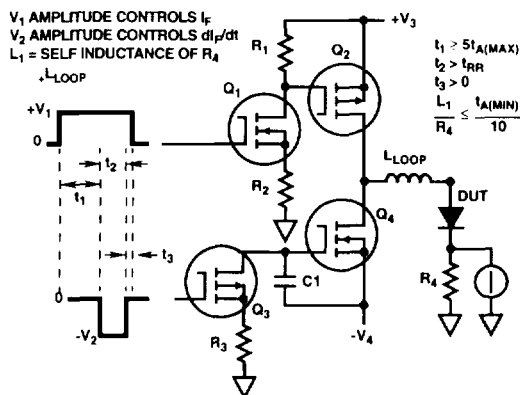 V1 AMPLITUDE CONTROLS IF
V2 AMPLITUDE CONTROLS dIF/dt
L1 = SELF INDUCTANCE OF R4
+LLOOP
+V1
0
t2
t1
t3
0
-V2
R1
Q1
R2
Q2
+V3
Q3
R3
C1
Q4
-V4
LLOOP
DUT
R4
t1 ≥ 5tA(MAX)
t2 > tRR
t3 > 0
L1/R4 ≤ tA(MIN)/10